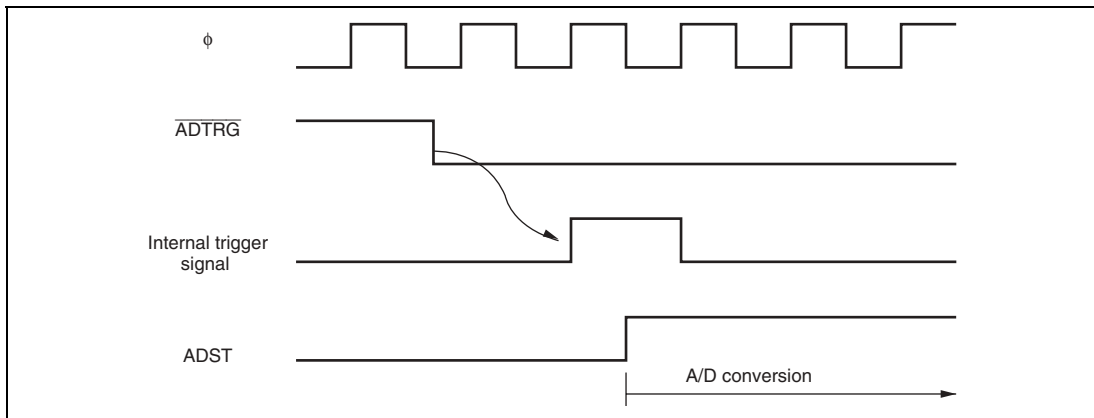 ϕ
ADTRG
Internal trigger
signal
ADST
A/D conversion